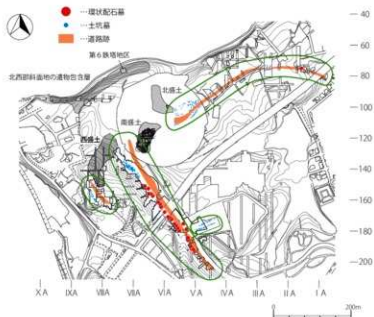 …環状配石墓
…土坑墓
…道路跡
第６鉄塔地区
北西部斜面地の遺物包含層
北盛土
南盛土
西盛土
－40
－60
－80
－100
－120
－140
－160
－180
－200
ⅩA
ⅨA
ⅧA
ⅦA
ⅥA
ⅤA
ⅣA
ⅢA
ⅡA
ⅠA
0
200m